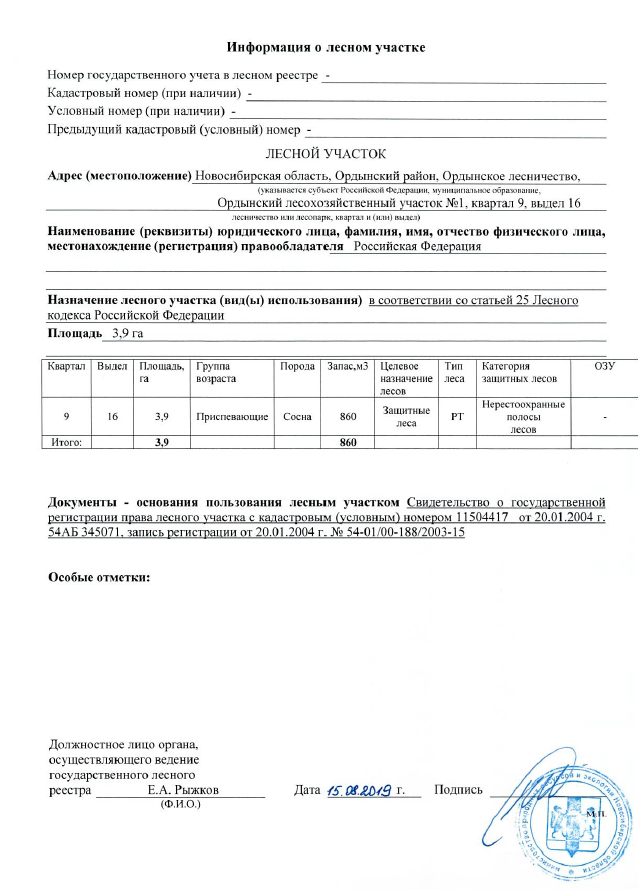 Информация о лесном участке
Номер государственного учета в лесном реестре -
Кадастровый номер (при наличии) -
Условный номер (при наличии) -
Предыдущий кадастровый (условный) номер -
ЛЕСНОЙ УЧАСТОК
Адрес (местоположение) Новосибирская область, Ордынский район, Ордынское лесничество,
(указывается субъект Российской Федерации, муниципальное образование,
Ордынский лесохозяйственный участок №1, квартал 9, выдел 16
лесничество или лесопарк, квартал и (или) выдел)
Наименование (реквизиты) юридического лица, фамилия, имя, отчество физического лица,
местонахождение (регистрация) правообладателя Российская Федерация
Назначение лесного участка (вид(ы) использования) в соответствии со статьей 25 Лесного
кодекса Российской Федерации
Площадь 3,9 га
Квартал Выдел Площадь, га Группа возраста Порода Запас,м3 Целевое назначение лесов Тип леса Категория защитных лесов ОЗУ
9 16 3,9 Приспевающие Сосна 860 Защитные леса РТ Нерестоохранные полосы лесов -
Итого: 3,9 860
Документы - основания пользования лесным участком Свидетельство о государственной
регистрации права лесного участка с кадастровым (условным) номером 11504417 от 20.01.2004 г.
54АБ 345071, запись регистрации от 20.01.2004 г. № 54-01/00-188/2003-15
Особые отметки:
Должностное лицо органа,
осуществляющего ведение
государственного лесного
реестра Е.А. Рыжков Дата 15.08.2019 г. Подпись
(Ф.И.О.)
М.П.
министерство природных ресурсов и экологии Новосибирской области